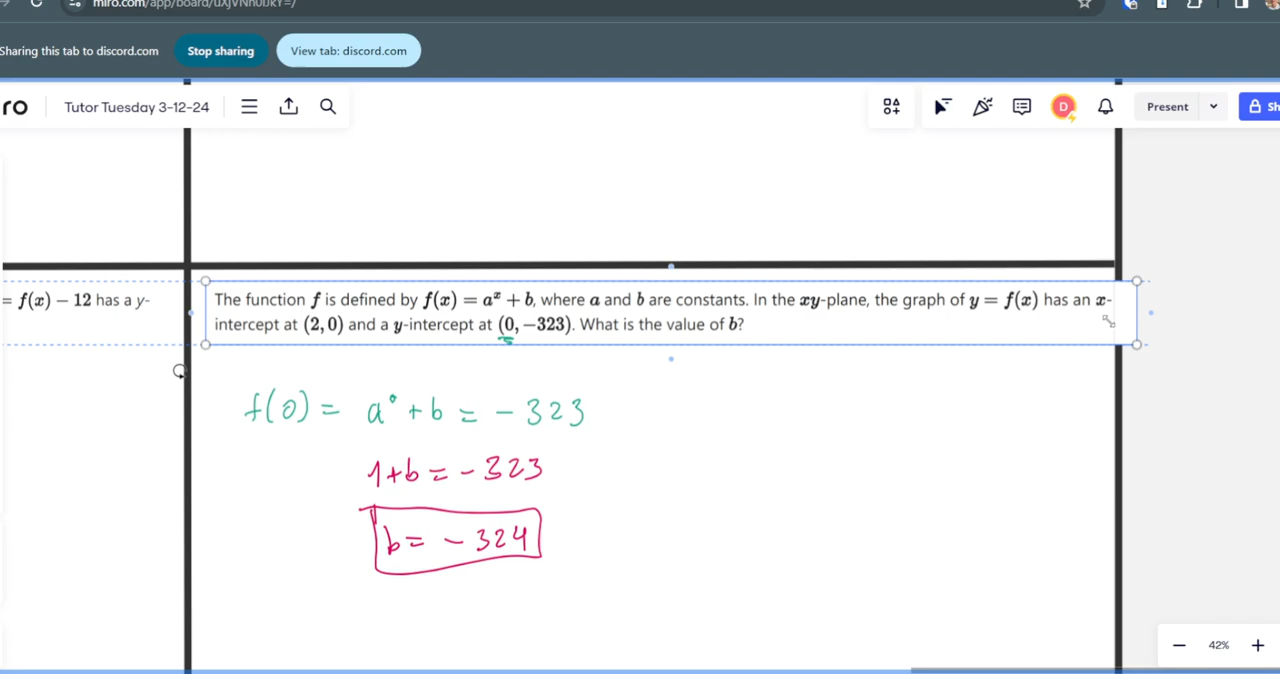 miro.com/app/board/uXjVNh0UkY=/
Sharing this tab to discord.com
Stop sharing
View tab: discord.com
ro
Tutor Tuesday 3-12-24
D
Present
Sh
= f(x) − 12 has a y-
The function f is defined by f(x) = a^x + b, where a and b are constants. In the xy-plane, the graph of y = f(x) has an x-
intercept at (2, 0) and a y-intercept at (0, −323). What is the value of b?
f(0) = a^0 + b = − 323
1+b = − 323
b = − 324
42%